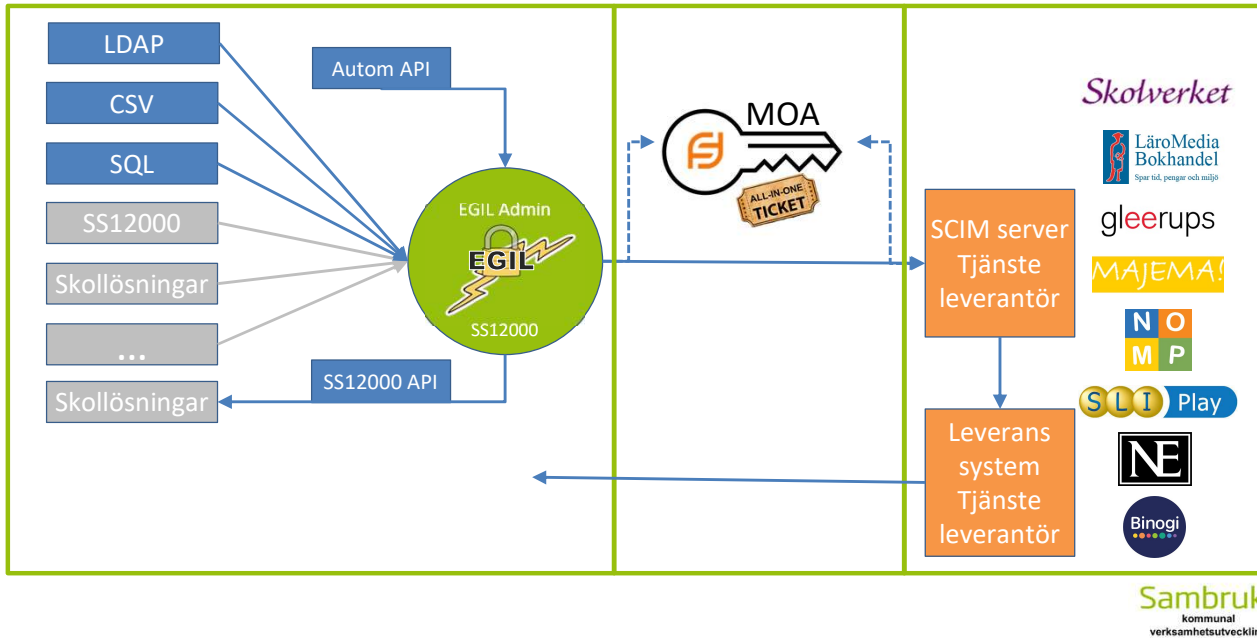 LDAP
CSV
SQL
SS12000
Skollösningar
...
Skollösningar
Autom API
EGIL Admin
EGIL
SS12000
SS12000 API
MOA
ALL-IN-ONE
TICKET
SCIM server
Tjänste
leverantör
Leverans
system
Tjänste
leverantör
Skolverket
LäroMedia
Bokhandel
Spar tid, pengar och miljö
gleerups
MAJEMA!
N O
M P
SLI Play
NE
Binogi
Sambruk
kommunal
verksamhetsutvecklin